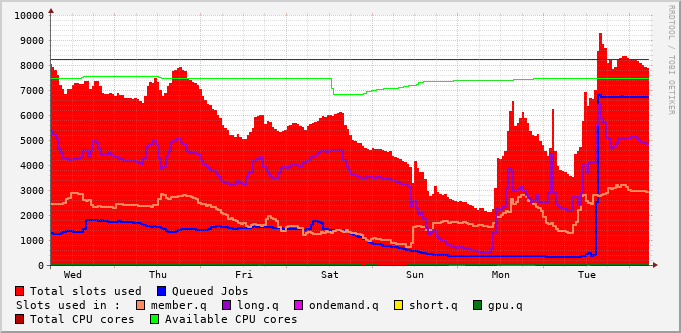 10000
9000
8000
7000
6000
5000
4000
3000
2000
1000
0
Wed Thu Fri Sat Sun Mon Tue
Total slots used Queued Jobs
Slots used in : member.q long.q ondemand.q short.q gpu.q
Total CPU cores Available CPU cores
RRDTOOL / TOBI OETIKER